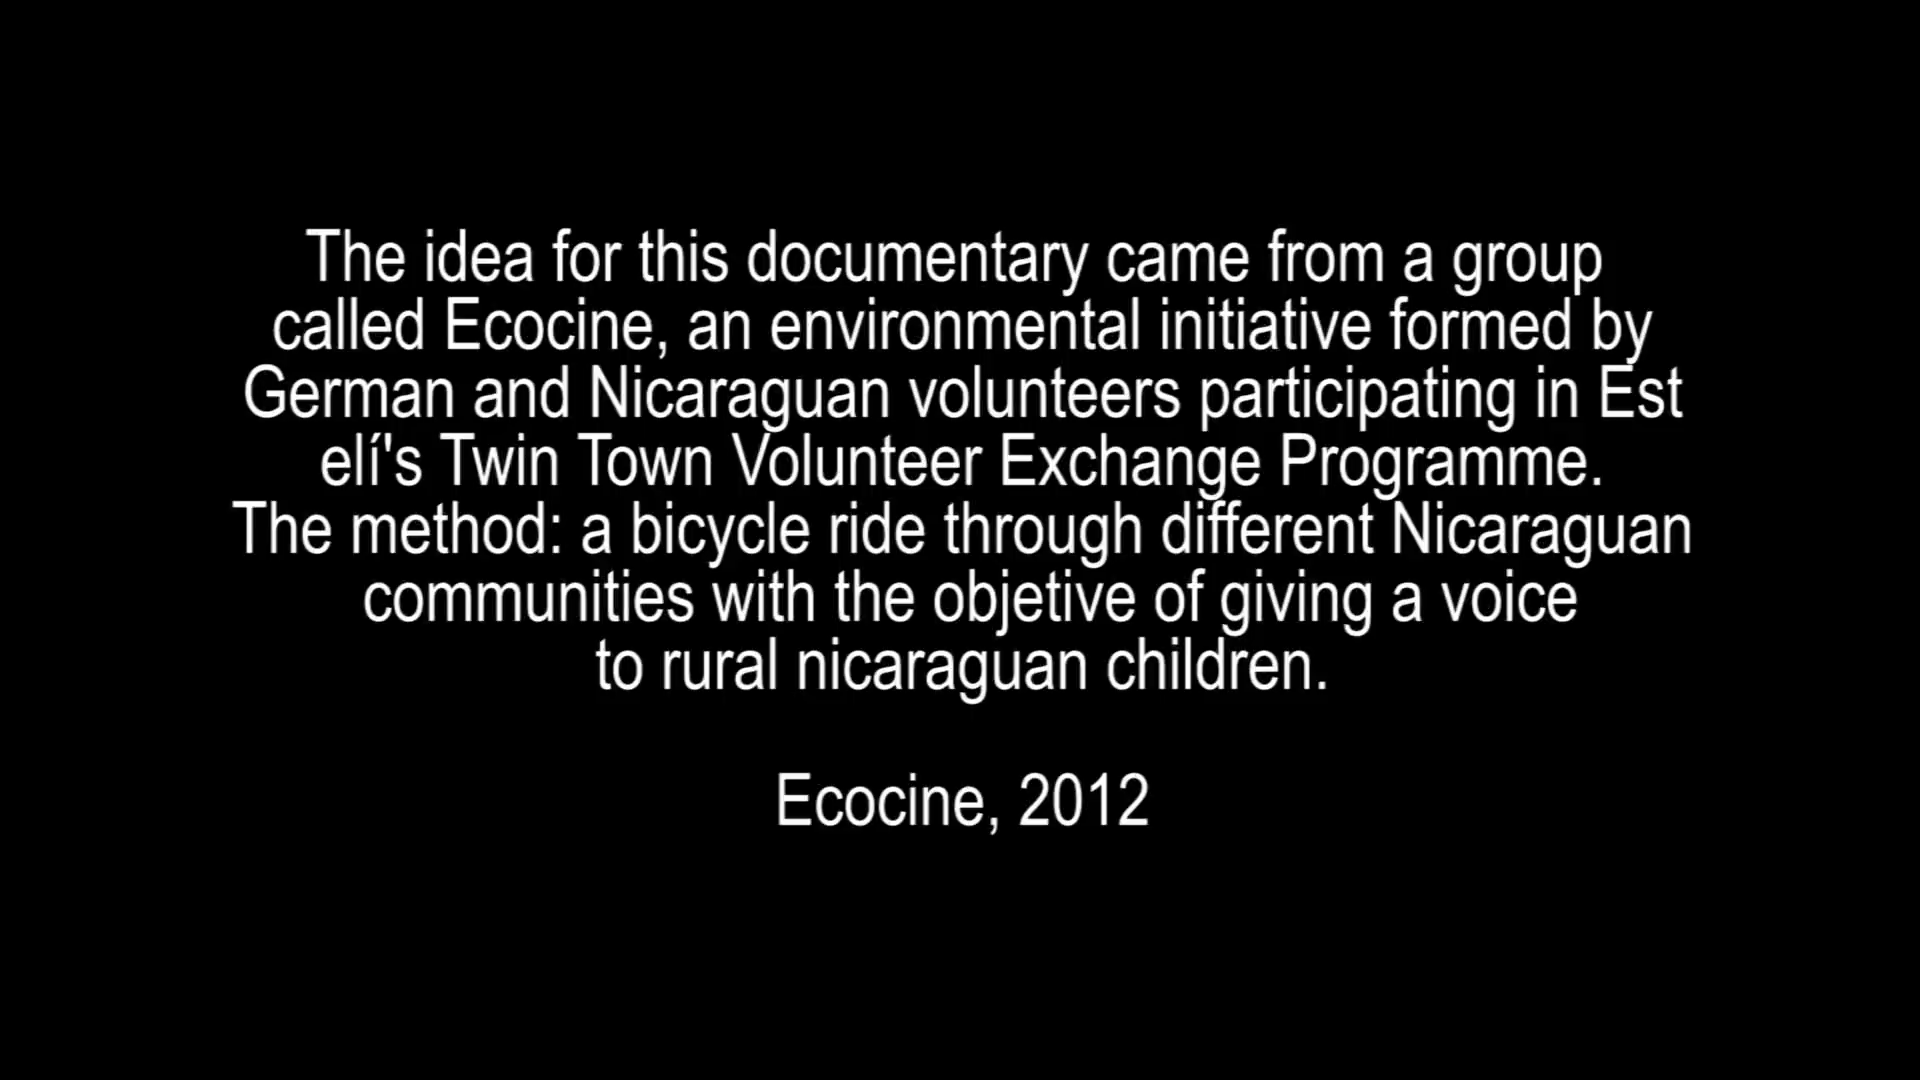 The idea for this documentary came from a group
called Ecocine, an environmental initiative formed by
German and Nicaraguan volunteers participating in Est
elí's Twin Town Volunteer Exchange Programme.
The method: a bicycle ride through different Nicaraguan
communities with the objetive of giving a voice
to rural nicaraguan children.
Ecocine, 2012